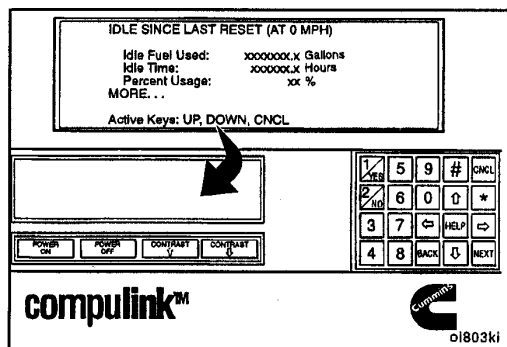 IDLE SINCE LAST RESET (AT 0 MPH)
Idle Fuel Used: xxxxxxx.x Gallons
Idle Time: xxxxxx.x Hours
Percent Usage: xx %
MORE...
Active Keys: UP, DOWN, CNCL
1/YES 5 9 # CNCL
2/NO 6 0 ⇧ *
3 7 ⇦ HELP ⇨
4 8 BACK ⇩ NEXT
POWER ON POWER OFF CONTRAST ⇧ CONTRAST ⇩
compulink™
Cummins
ol803ki